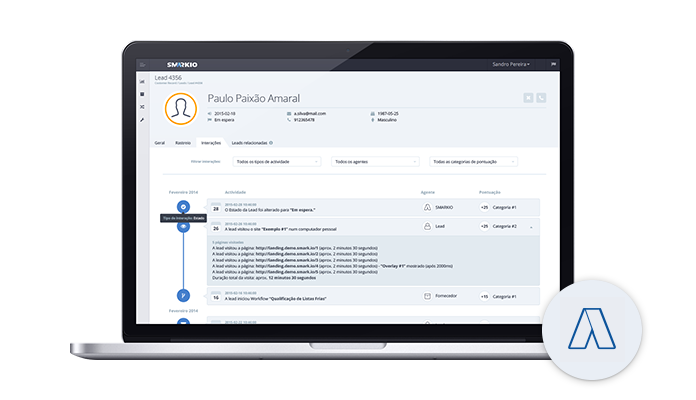 SMARKIO
Sandro Pereira
Lead 4356
Paulo Paixão Amaral
2015-02-18
a.silva@mail.com
1987-05-25
Em espera
912365478
Masculino
Geral
Rastreio
Interações
Leads relacionadas
Filtrar interações:
Todos os tipos de actividade
Todos os agentes
Todas as categorias de pontuação
Fevereiro 2014
Actividade
Agente
Pontuação
28
O Estado da Lead foi alterado para "Em espera."
SMARKIO
+25
Categoria #1
Tipo de interação: Estado
26
A lead visitou o site "Exemplo #1" num computador pessoal
Lead
+25
Categoria #2
5 páginas visitadas
A lead visitou a página: http://landing.demo.smark.io/1 (aprox. 2 minutos 30 segundos)
A lead visitou a página: http://landing.demo.smark.io/2 (aprox. 2 minutos 30 segundos)
A lead visitou a página: http://landing.demo.smark.io/3 (aprox. 2 minutos 30 segundos)
A lead visitou a página: http://landing.demo.smark.io/4 (aprox. 2 minutos 30 segundos) - "Overlay #1" mostrado (após 2000ms)
A lead visitou a página: http://landing.demo.smark.io/5 (aprox. 2 minutos 30 segundos)
Duração total da visita: aprox. 12 minutos 30 segundos
16
A lead iniciou Workflow "Qualificação de Listas Frias"
Fornecedor
+15
Categoria #1
Fevereiro 2014